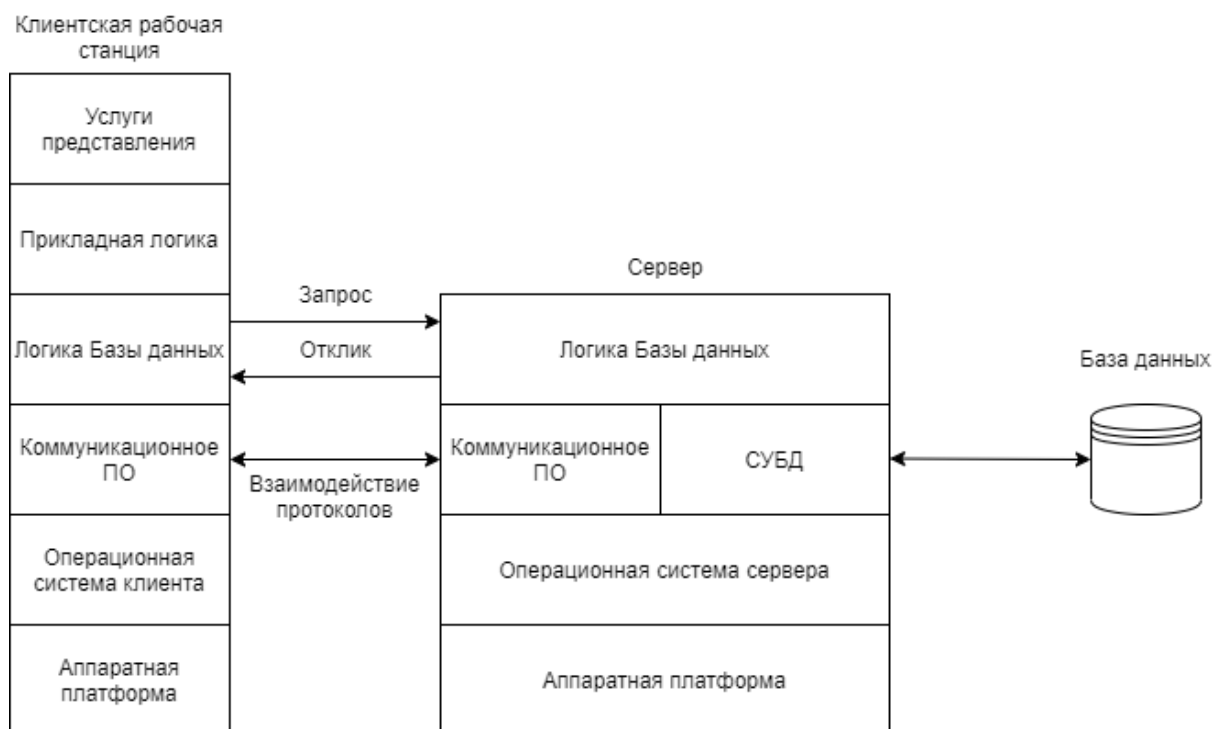 Клиентская рабочая
станция
Услуги
представления
Прикладная логика
Логика Базы данных
Коммуникационное
ПО
Операционная
система клиента
Аппаратная
платформа
Запрос
Отклик
Взаимодействие
протоколов
Сервер
Логика Базы данных
Коммуникационное
ПО
СУБД
Операционная система сервера
Аппаратная платформа
База данных